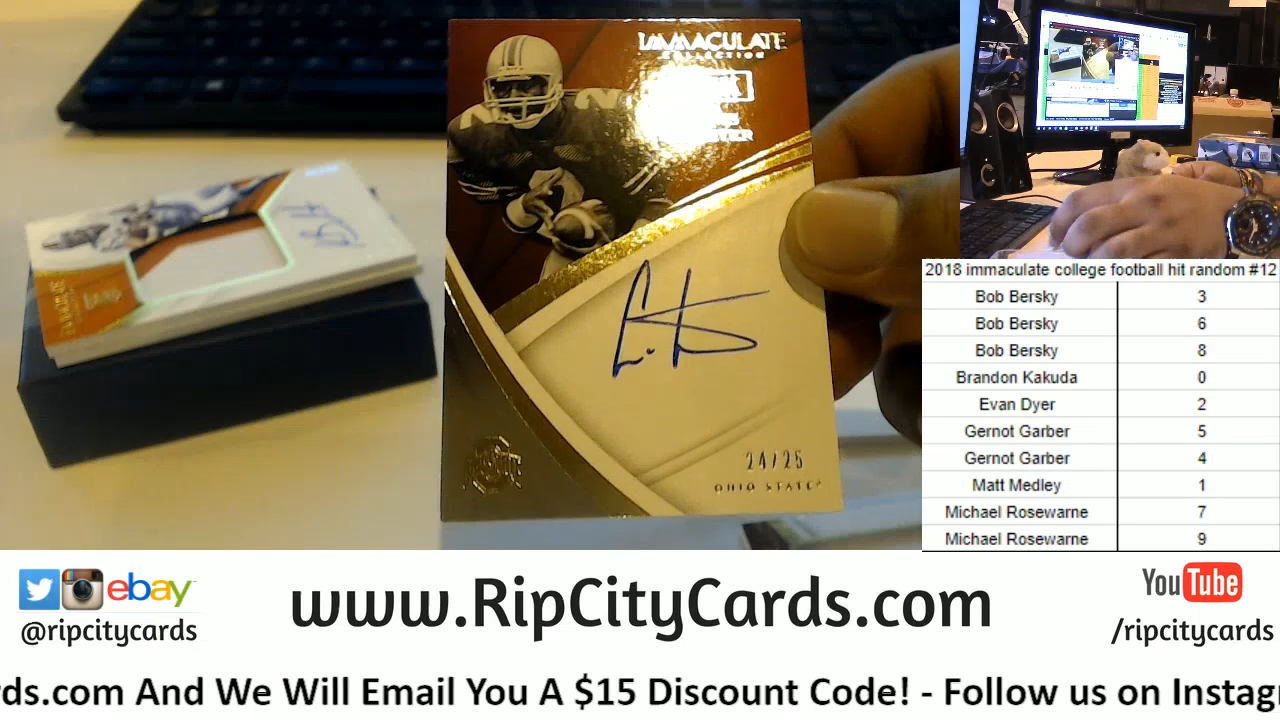 IMMACULATE
COLLECTION
24/25
OHIO STATE®
2018 immaculate college football hit random #12
Bob Bersky 3
Bob Bersky 6
Bob Bersky 8
Brandon Kakuda 0
Evan Dyer 2
Gernot Garber 5
Gernot Garber 4
Matt Medley 1
Michael Rosewarne 7
Michael Rosewarne 9
ebay
@ripcitycards
www.RipCityCards.com
YouTube
/ripcitycards
ds.com And We Will Email You A $15 Discount Code! - Follow us on Instag